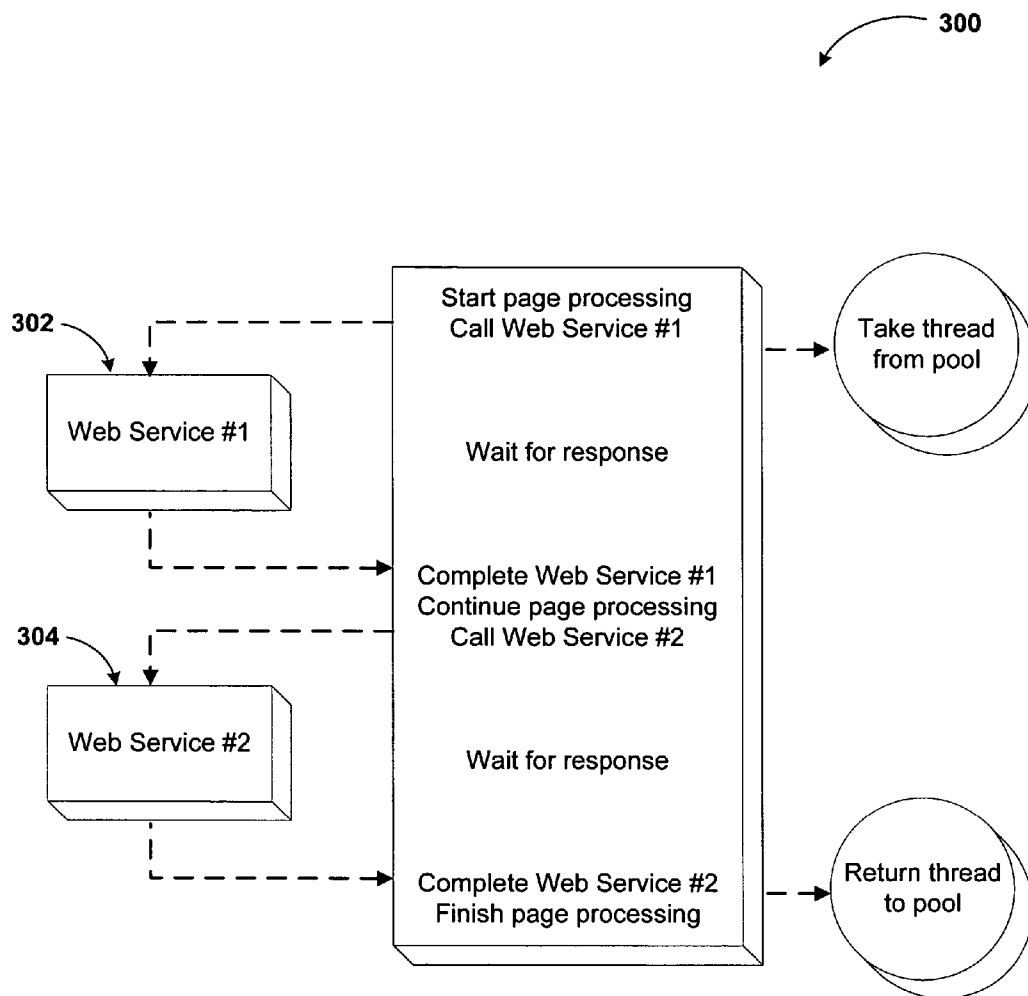 300
Start page processing
Call Web Service #1
Take thread
from pool
302
Web Service #1
Wait for response
Complete Web Service #1
Continue page processing
Call Web Service #2
304
Web Service #2
Wait for response
Complete Web Service #2
Finish page processing
Return thread
to pool